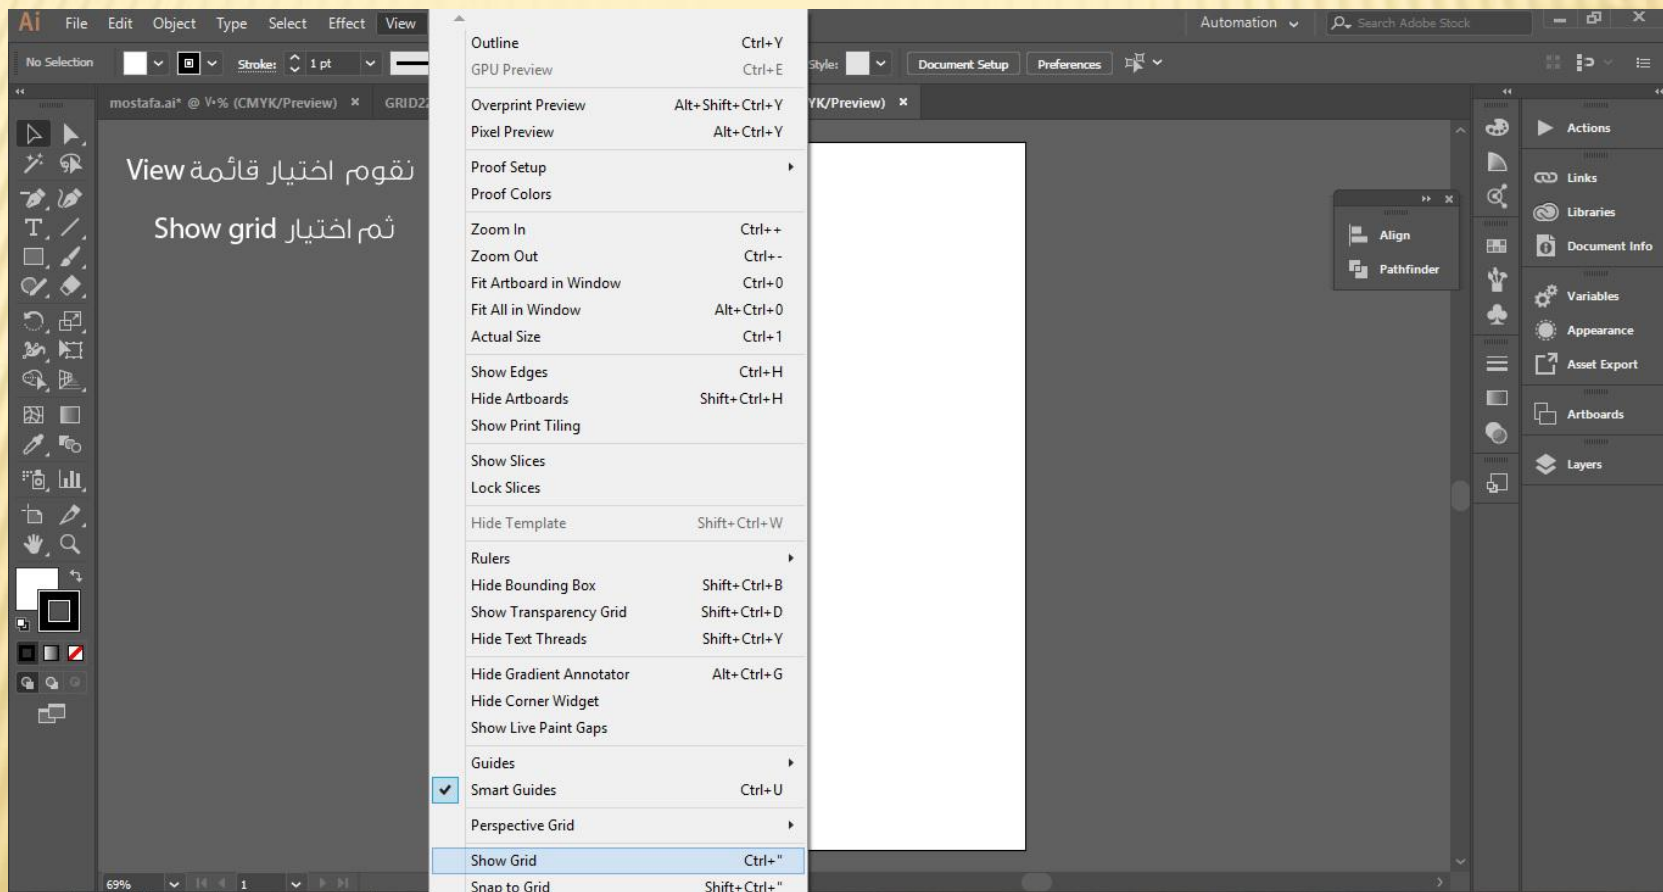 Ai File Edit Object Type Select Effect View
Automation
Search Adobe Stock
No Selection
Stroke: 1 pt
Style:
Document Setup
Preferences
mostafa.ai* @ ٧٠% (CMYK/Preview) ×
GRID22
YK/Preview) ×
نقوم اختيار قائمة View
ثم اختيار Show grid
Outline Ctrl+Y
GPU Preview Ctrl+E
Overprint Preview Alt+Shift+Ctrl+Y
Pixel Preview Alt+Ctrl+Y
Proof Setup
Proof Colors
Zoom In Ctrl++
Zoom Out Ctrl+-
Fit Artboard in Window Ctrl+0
Fit All in Window Alt+Ctrl+0
Actual Size Ctrl+1
Show Edges Ctrl+H
Hide Artboards Shift+Ctrl+H
Show Print Tiling
Show Slices
Lock Slices
Hide Template Shift+Ctrl+W
Rulers
Hide Bounding Box Shift+Ctrl+B
Show Transparency Grid Shift+Ctrl+D
Hide Text Threads Shift+Ctrl+Y
Hide Gradient Annotator Alt+Ctrl+G
Hide Corner Widget
Show Live Paint Gaps
Guides
Smart Guides Ctrl+U
Perspective Grid
Show Grid Ctrl+"
Snap to Grid Shift+Ctrl+"
Align
Pathfinder
Actions
Links
Libraries
Document Info
Variables
Appearance
Asset Export
Artboards
Layers
69%
1